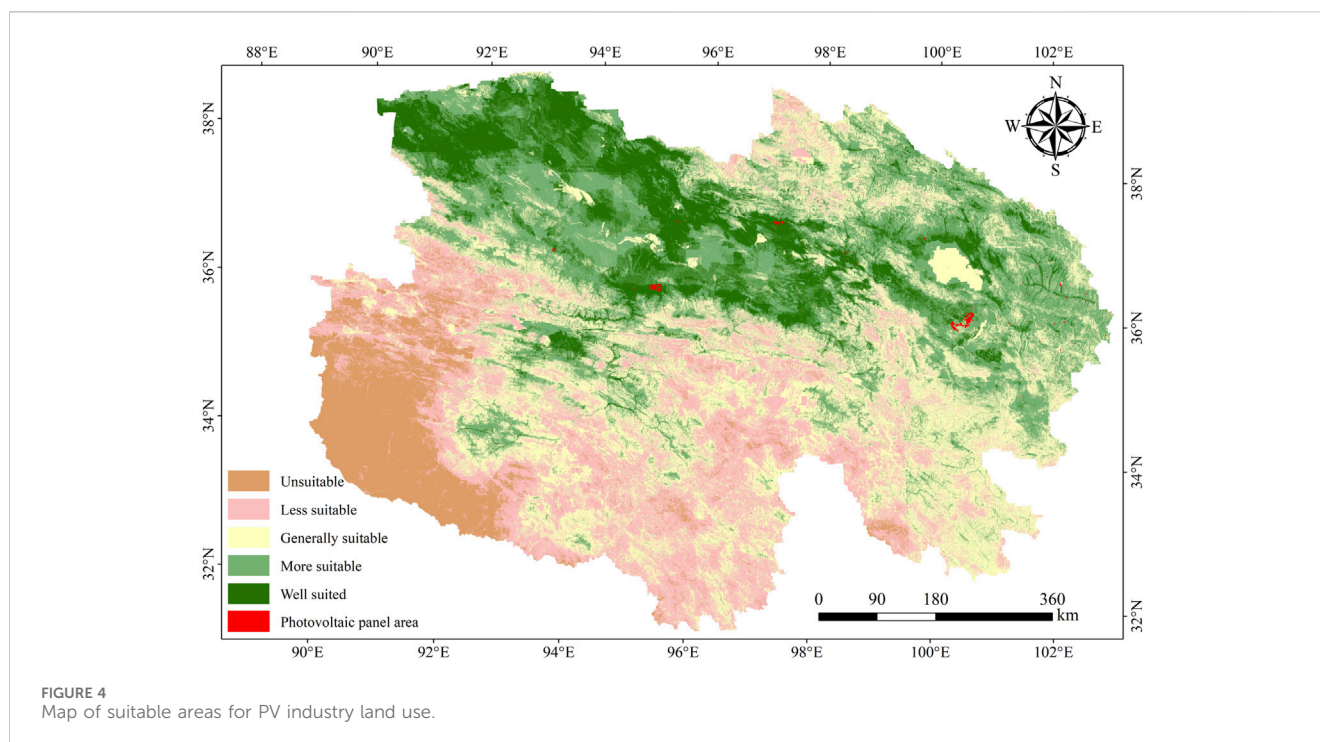 88°E 90°E 92°E 94°E 96°E 98°E 100°E 102°E
N
W E
S
38°N
36°N
34°N
32°N
38°N
36°N
34°N
32°N
Unsuitable
Less suitable
Generally suitable
More suitable
Well suited
Photovoltaic panel area
0 90 180 360
km
90°E 92°E 94°E 96°E 98°E 100°E 102°E
FIGURE 4
Map of suitable areas for PV industry land use.